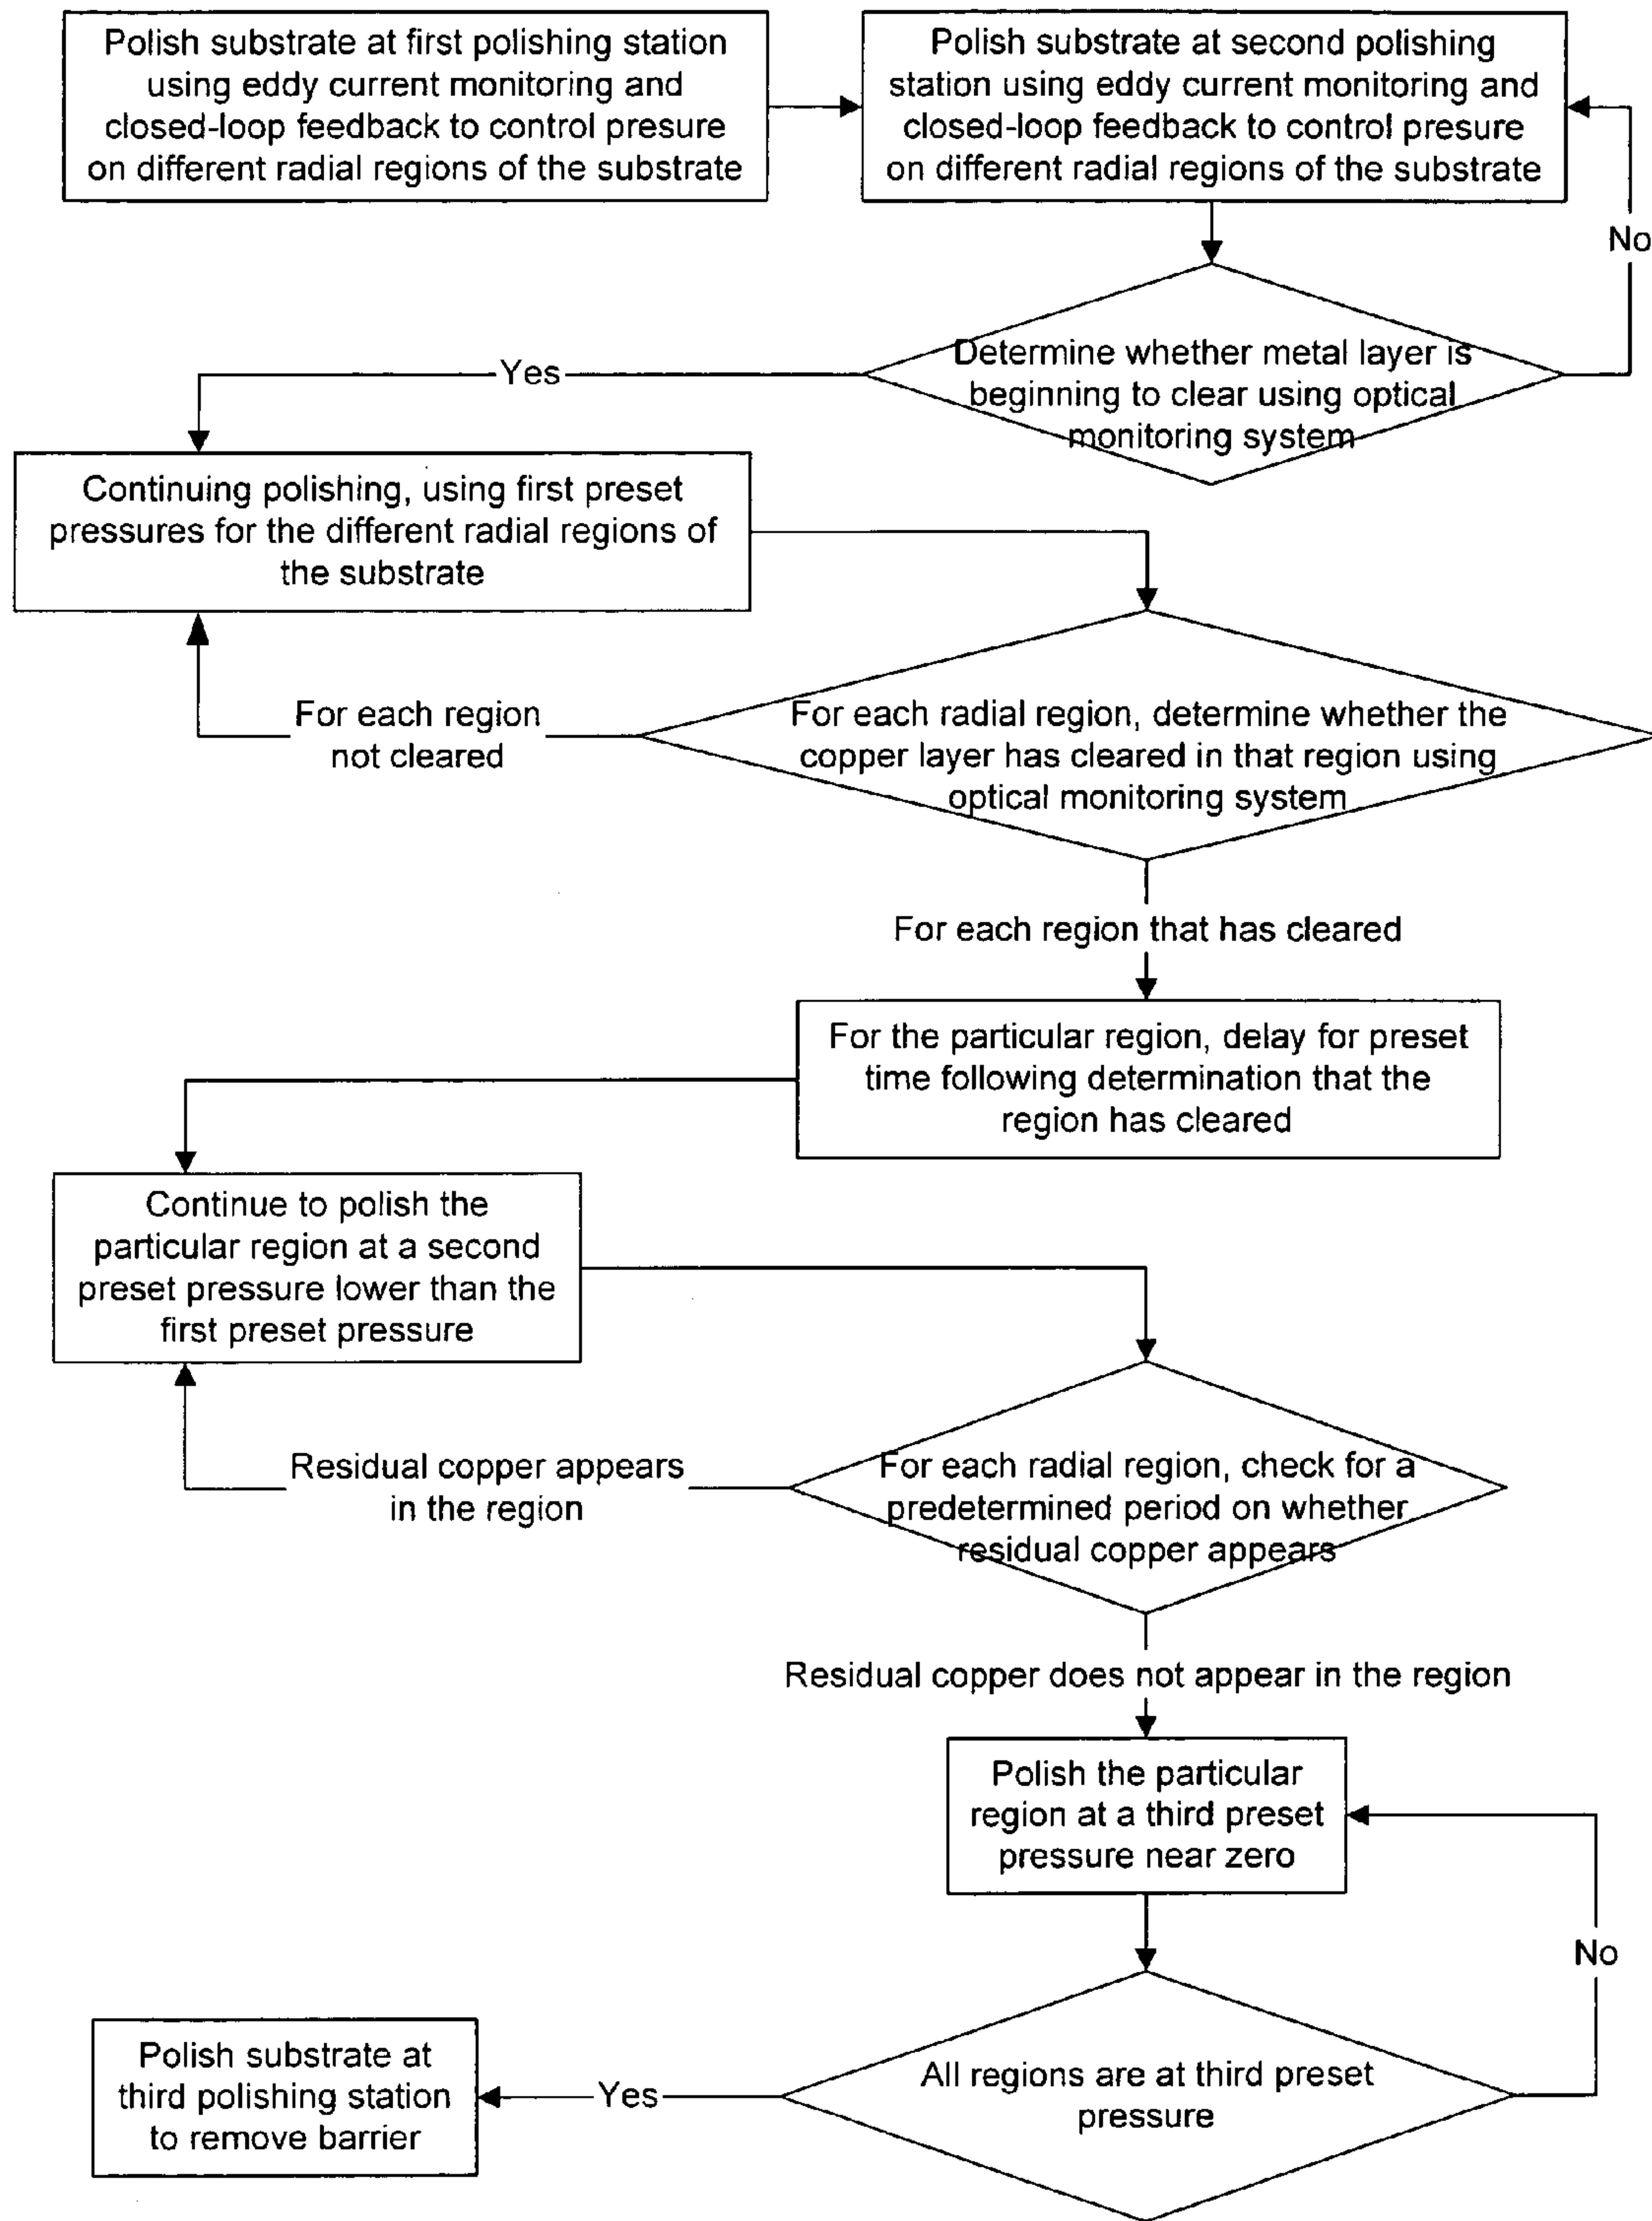 Polish substrate at first polishing station
using eddy current monitoring and
closed-loop feedback to control presure
on different radial regions of the substrate
Polish substrate at second polishing
station using eddy current monitoring and
closed-loop feedback to control presure
on different radial regions of the substrate
No
Determine whether metal layer is
beginning to clear using optical
monitoring system
Yes
Continuing polishing, using first preset
pressures for the different radial regions of
the substrate
For each region
not cleared
For each radial region, determine whether the
copper layer has cleared in that region using
optical monitoring system
For each region that has cleared
For the particular region, delay for preset
time following determination that the
region has cleared
Continue to polish the
particular region at a second
preset pressure lower than the
first preset pressure
Residual copper appears
in the region
For each radial region, check for a
predetermined period on whether
residual copper appears
Residual copper does not appear in the region
Polish the particular
region at a third preset
pressure near zero
No
All regions are at third preset
pressure
Yes
Polish substrate at
third polishing station
to remove barrier